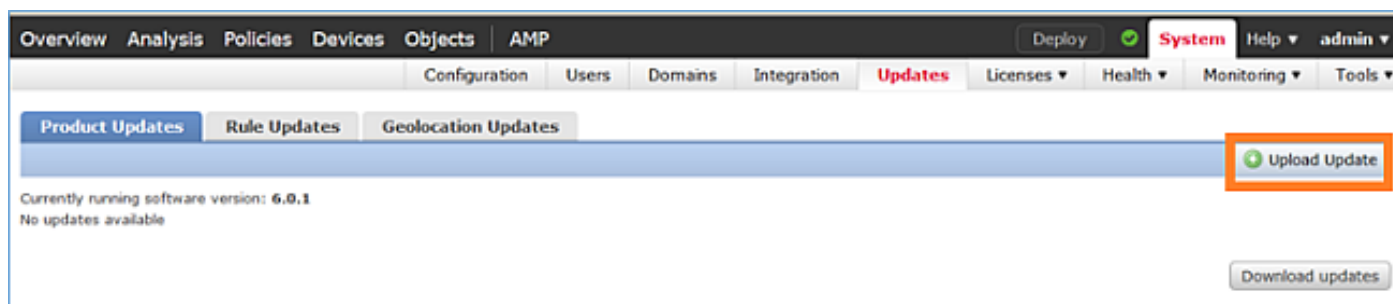 Overview Analysis Policies Devices Objects AMP Deploy System Help ▼ admin ▼
Configuration Users Domains Integration Updates Licenses ▼ Health ▼ Monitoring ▼ Tools ▼
Product Updates Rule Updates Geolocation Updates
Upload Update
Currently running software version: 6.0.1
No updates available
Download updates